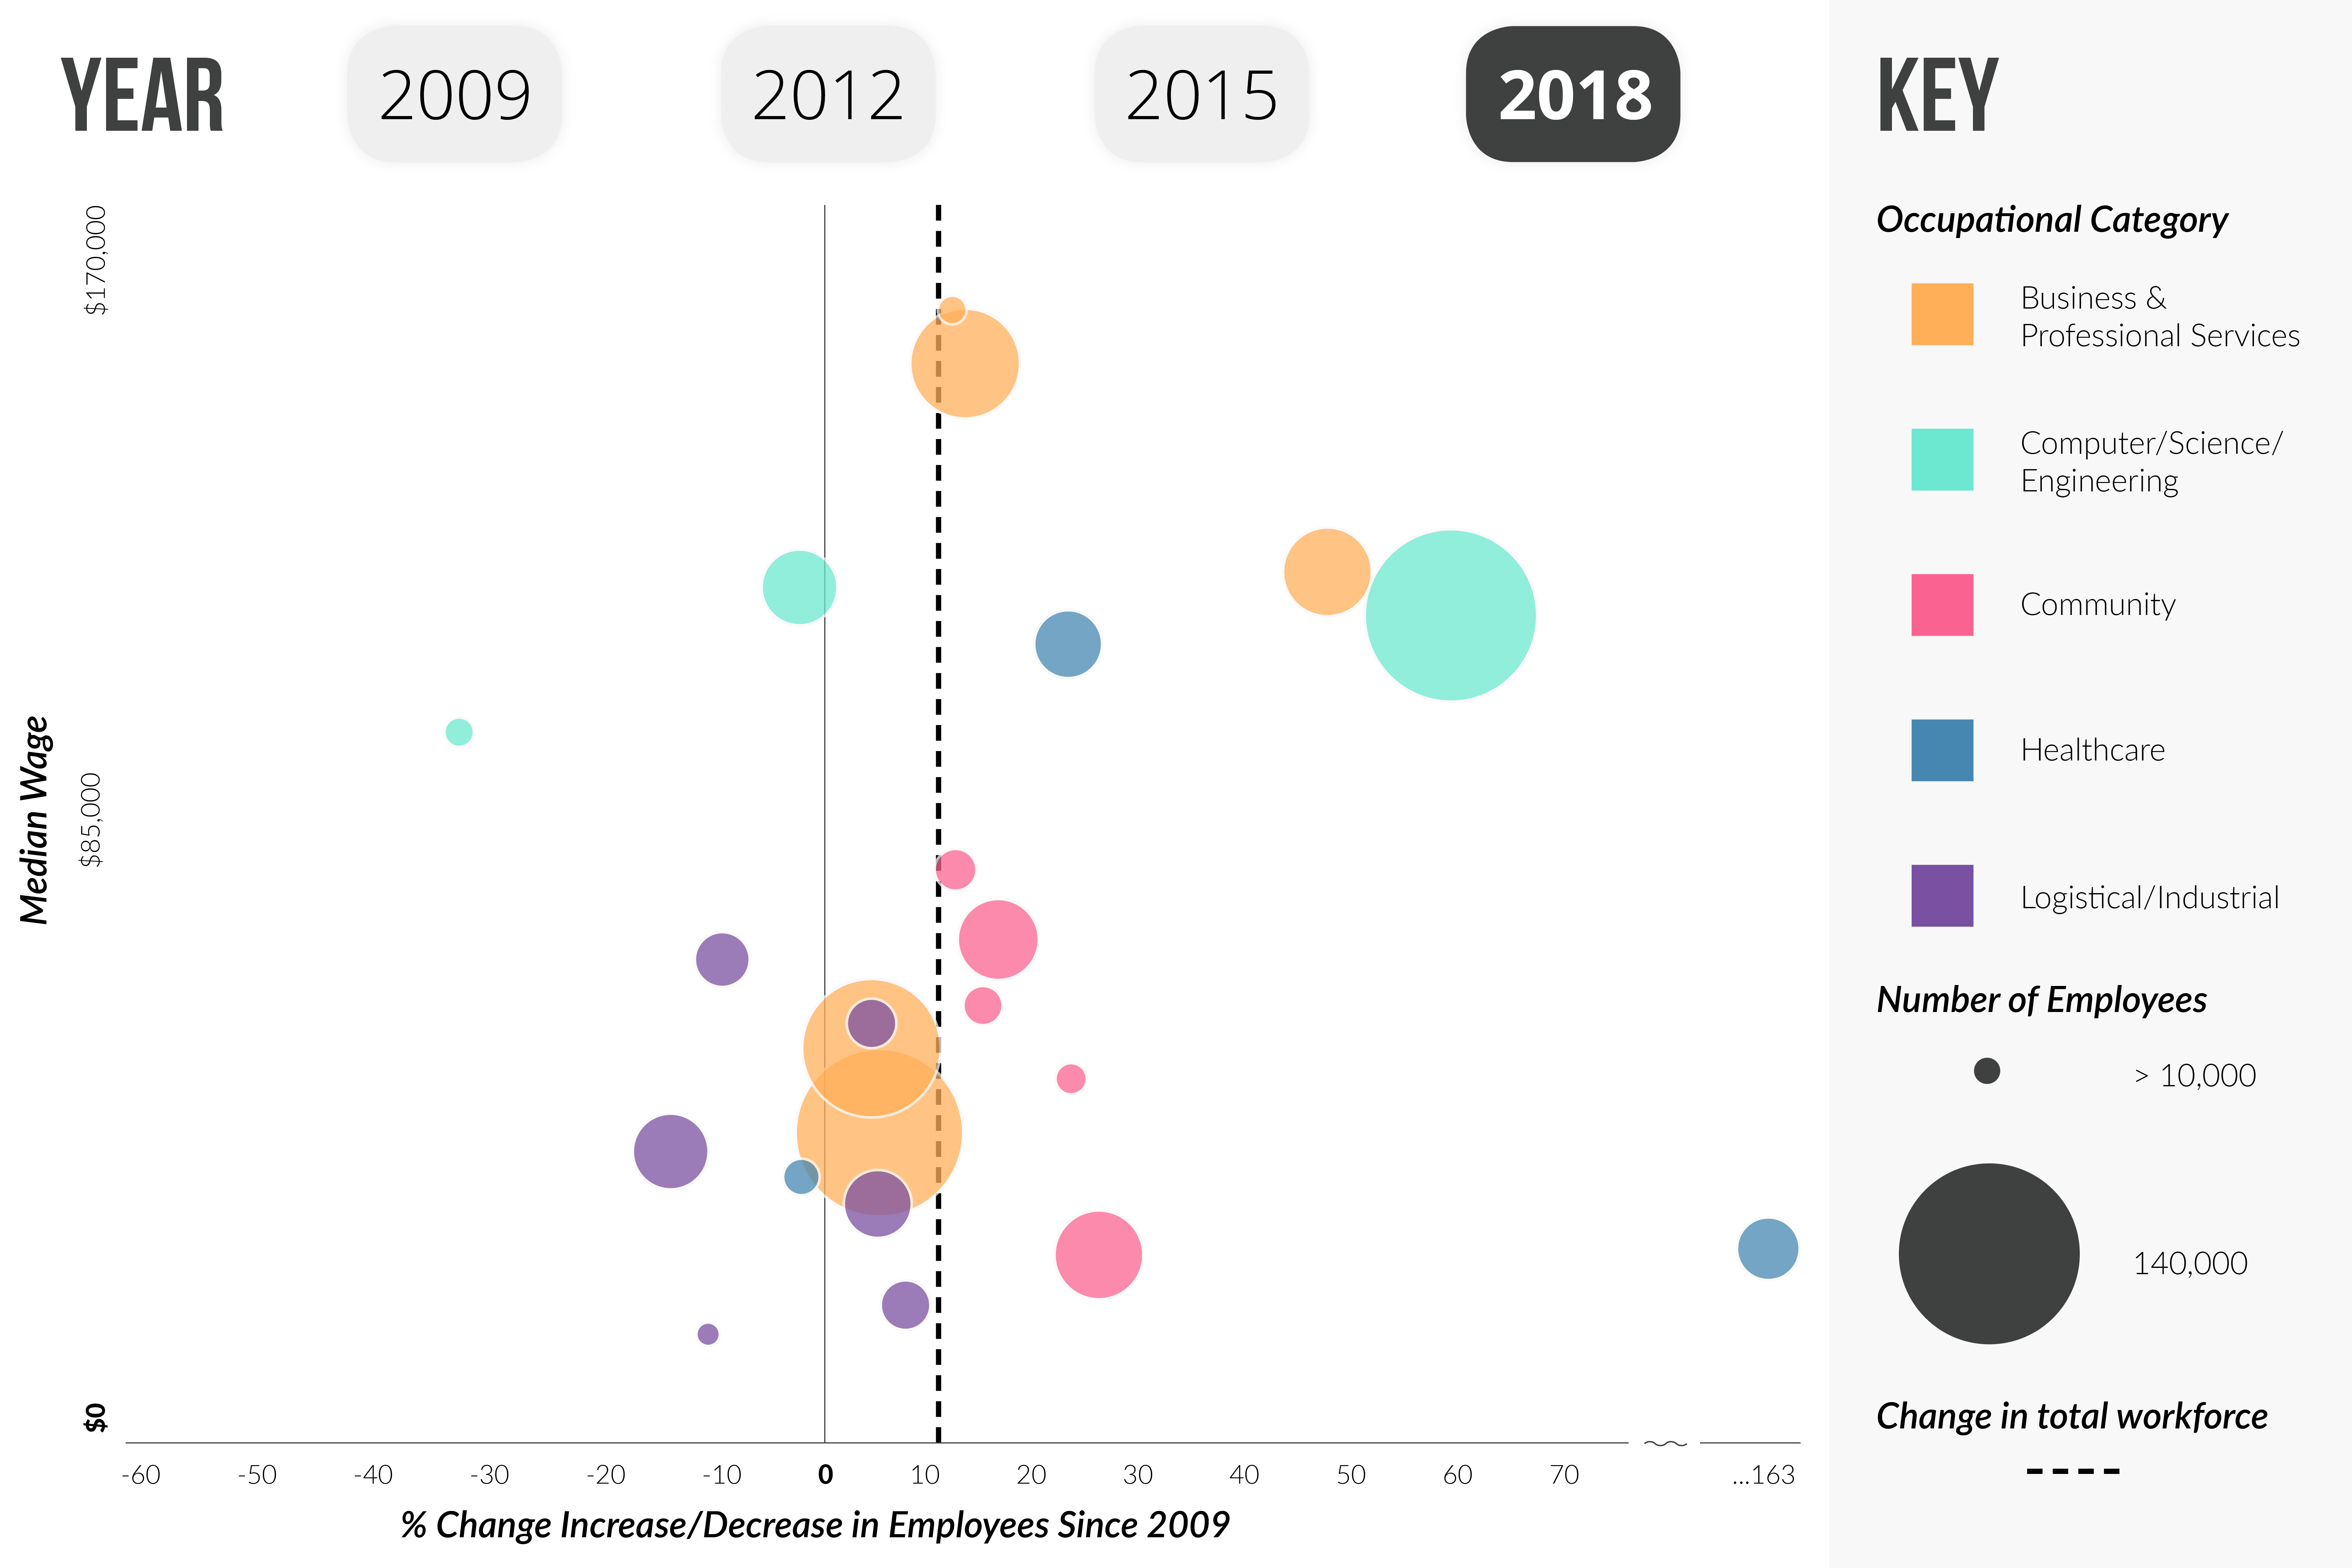 YEAR
2009
2012
2015
2018
KEY
$170,000
$85,000
$0
Median Wage
-60
-50
-40
-30
-20
-10
0
10
20
30
40
50
60
70
...163
% Change Increase/Decrease in Employees Since 2009
Occupational Category
Business &
Professional Services
Computer/Science/
Engineering
Community
Healthcare
Logistical/Industrial
Number of Employees
> 10,000
140,000
Change in total workforce